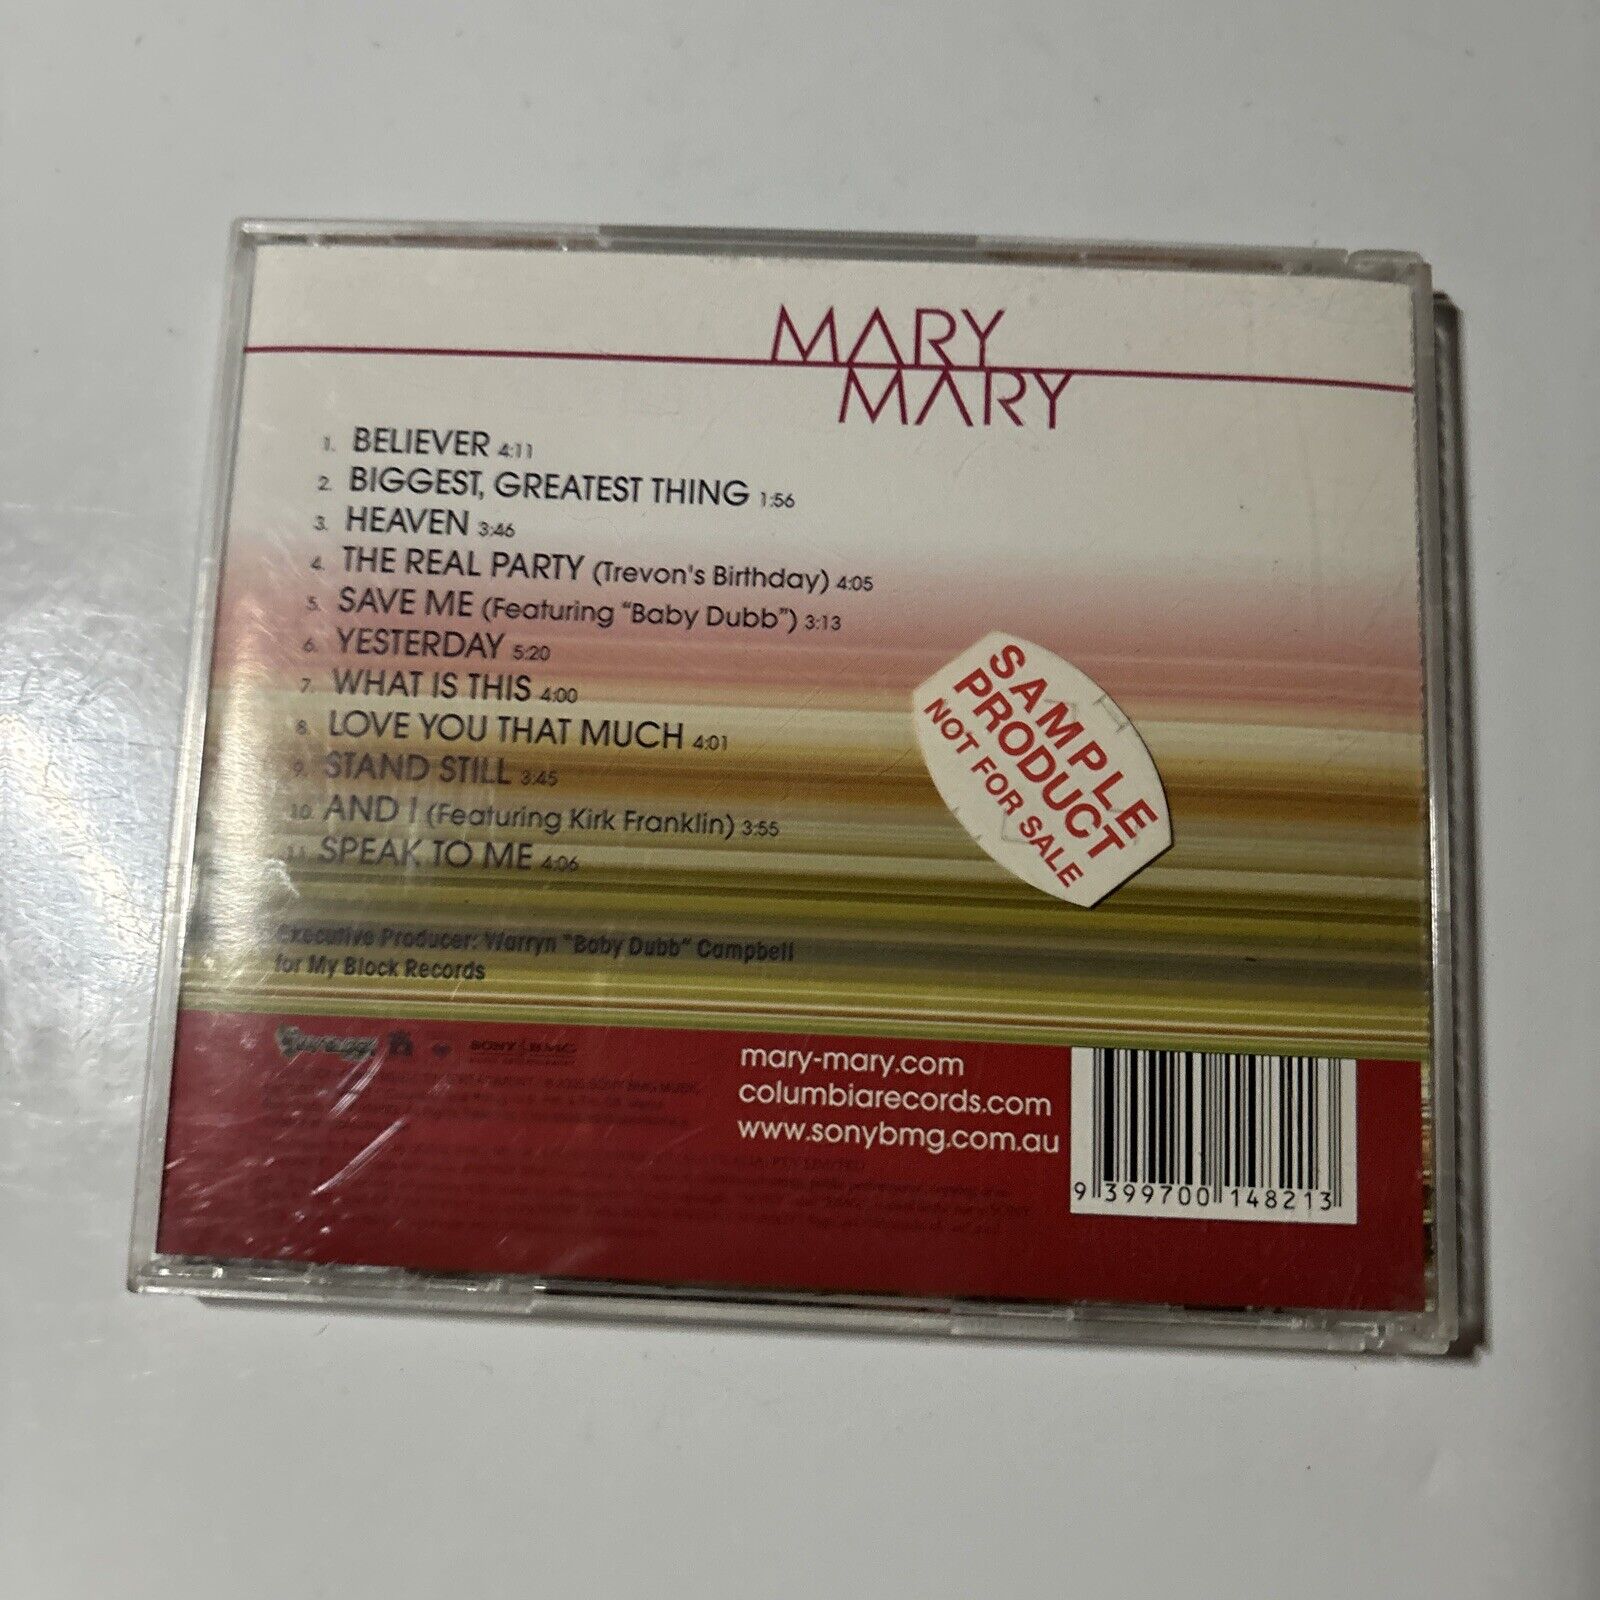 MARY
MARY
1. BELIEVER 4:11
2. BIGGEST, GREATEST THING 1:56
3. HEAVEN 3:46
4. THE REAL PARTY (Trevon's Birthday) 4:05
5. SAVE ME (Featuring "Baby Dubb") 3:13
6. YESTERDAY 5:20
7. WHAT IS THIS 4:00
8. LOVE YOU THAT MUCH 4:01
9. STAND STILL 3:45
10. AND I (Featuring Kirk Franklin) 3:55
11. SPEAK TO ME 4:06
SAMPLE
PRODUCT
NOT FOR SALE
Executive Producer: Warryn "Baby Dubb" Campbell
for My Block Records
SONY BMG
mary-mary.com
columbiarecords.com
www.sonybmg.com.au
9 399700 148213